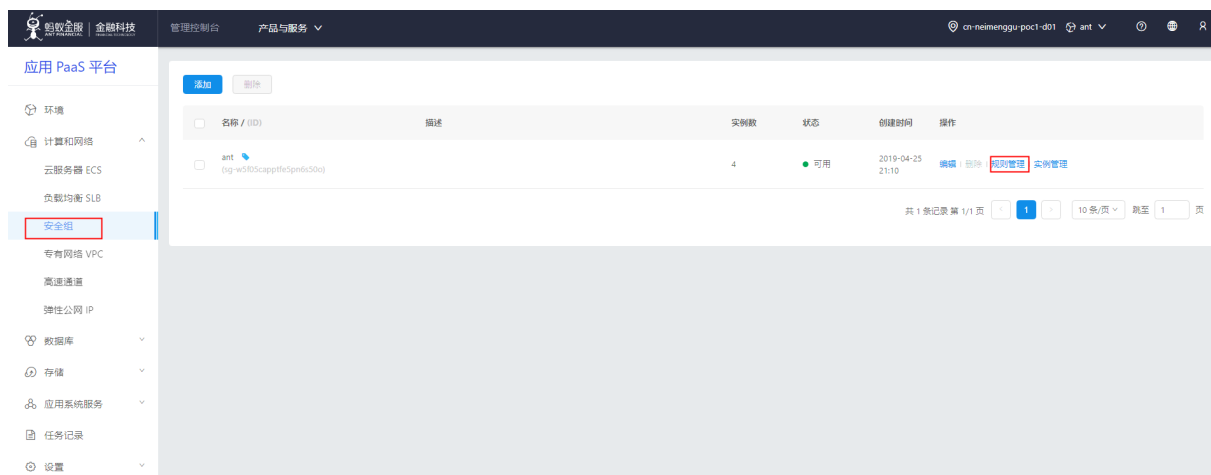 蚂蚁金服 金融科技
ANT FINANCIAL
管理控制台
产品与服务
cn-neimenggu-poc1-d01
ant
应用 PaaS 平台
环境
计算和网络
云服务器 ECS
负载均衡 SLB
安全组
专有网络 VPC
高速通道
弹性公网 IP
数据库
存储
应用系统服务
任务记录
设置
添加 删除
名称 / (ID) 描述 实例数 状态 创建时间 操作
ant
(sg-w5f05capptfe5pn6s50o)
4 可用 2019-04-25
21:10
编辑 删除 规则管理 实例管理
共 1 条记录 第 1/1 页 1 10 条/页 跳至 1 页